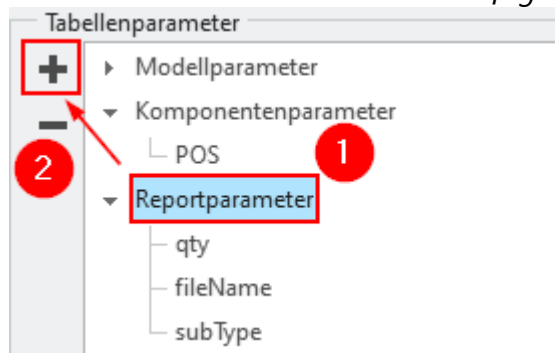 Tabellenparameter
Modellparameter
Komponentenparameter
POS
1
2
Reportparameter
qty
fileName
subType